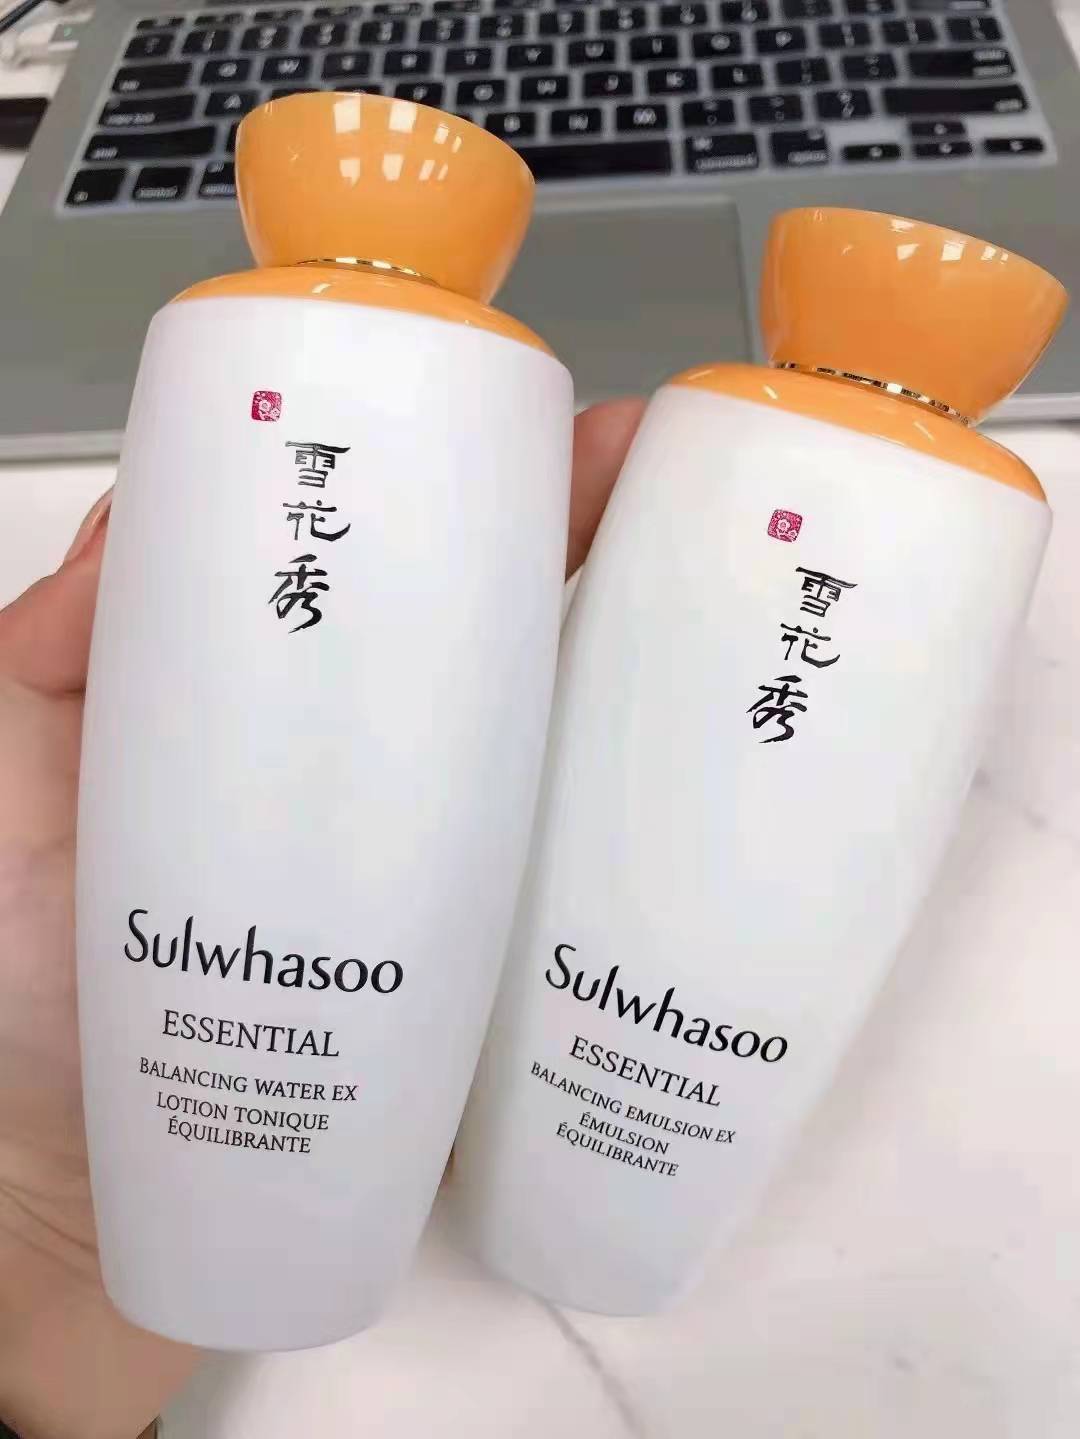 雪花秀
Sulwhasoo
ESSENTIAL
BALANCING WATER EX
LOTION TONIQUE
ÉQUILIBRANTE
雪花秀
Sulwhasoo
ESSENTIAL
BALANCING EMULSION EX
ÉMULSION
ÉQUILIBRANTE